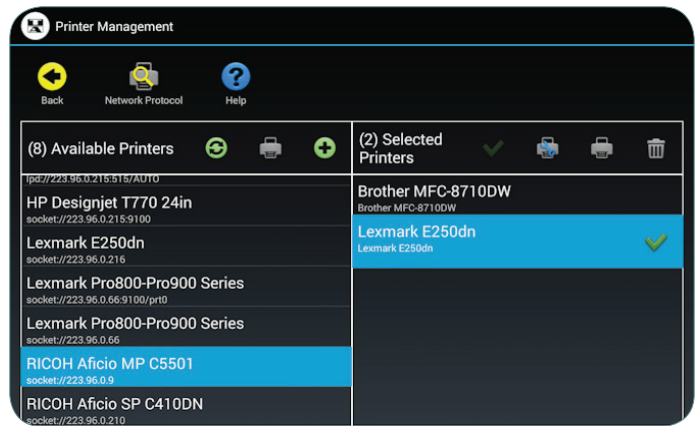 Printer Management
Back
Network Protocol
Help
(8) Available Printers
(2) Selected
Printers
lpd://223.96.0.215:515/AUTO
HP Designjet T770 24in
socket://223.96.0.215:9100
Lexmark E250dn
socket://223.96.0.216
Lexmark Pro800-Pro900 Series
socket://223.96.0.66:9100/prt0
Lexmark Pro800-Pro900 Series
socket://223.96.0.66
RICOH Aficio MP C5501
socket://223.96.0.9
RICOH Aficio SP C410DN
socket://223.96.0.210
Brother MFC-8710DW
Brother MFC-8710DW
Lexmark E250dn
Lexmark E250dn